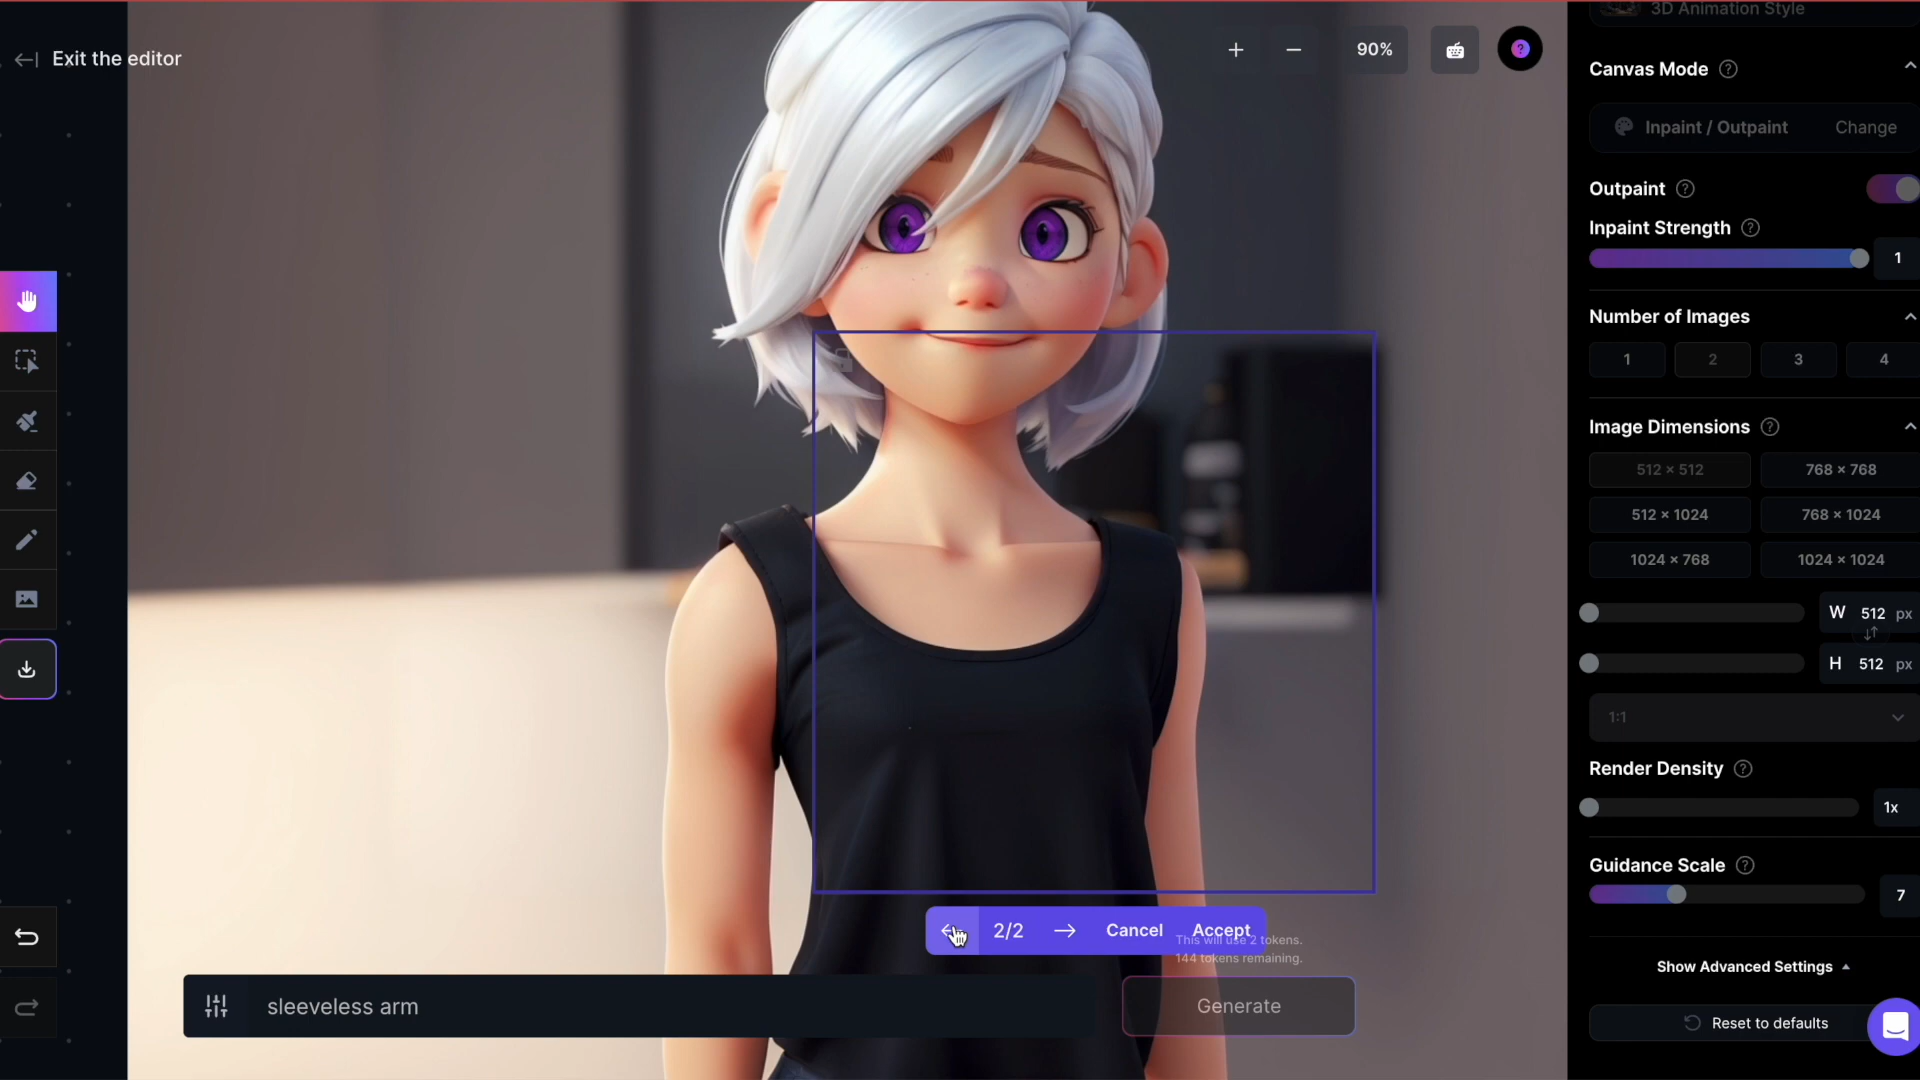 3D Animation Style
Exit the editor
90%
?
Canvas Mode ?
Inpaint / Outpaint Change
Outpaint ?
Inpaint Strength ?
1
Number of Images
1 2 3 4
Image Dimensions ?
512 × 512 768 × 768
512 × 1024 768 × 1024
1024 × 768 1024 × 1024
W 512 px
H 512 px
1:1
Render Density ?
1x
Guidance Scale ?
7
2/2 Cancel Accept
This will use 2 tokens.
144 tokens remaining.
Show Advanced Settings
sleeveless arm
Generate
Reset to defaults